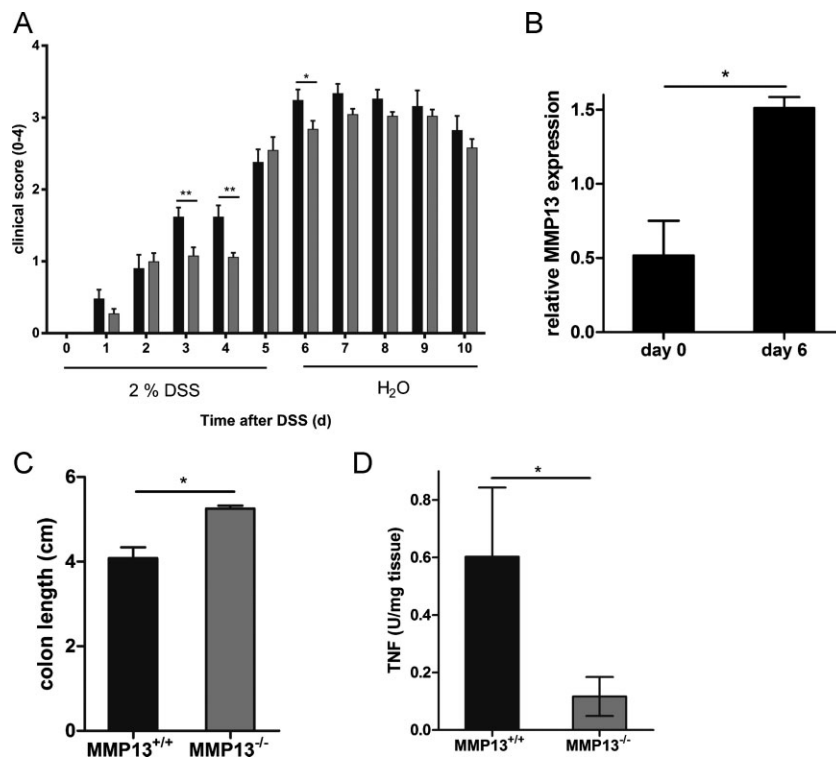 A
clinical score (0-4)
4
3
2
1
0
*
**
**
0 1 2 3 4 5 6 7 8 9 10
2 % DSS
H₂O
Time after DSS (d)
B
relative MMP13 expression
1.5
1.0
0.5
0.0
*
day 0
day 6
C
colon length (cm)
6
4
2
0
*
MMP13⁺/⁺
MMP13⁻/⁻
D
TNF (U/mg tissue)
0.8
0.6
0.4
0.2
0.0
*
MMP13⁺/⁺
MMP13⁻/⁻